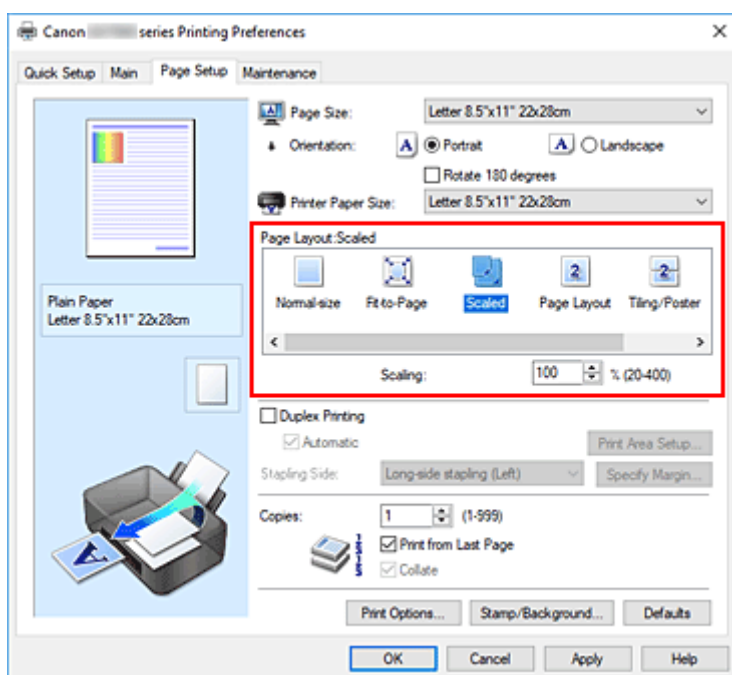 Canon series Printing Preferences
Quick Setup Main Page Setup Maintenance
Page Size: Letter 8.5"x11" 22x28cm
Orientation: A Portrait A Landscape
Rotate 180 degrees
Printer Paper Size: Letter 8.5"x11" 22x28cm
Page Layout:Scaled
2 2
Normal-size Fit-to-Page Scaled Page Layout Tiling/Poster
Plain Paper
Letter 8.5"x11" 22x28cm
Scaling: 100 % (20-400)
Duplex Printing
Automatic Print Area Setup...
Stapling Side: Long-side stapling (Left) Specify Margin...
Copies: 1 (1-999)
Print from Last Page
Collate
A
Print Options... Stamp/Background... Defaults
OK Cancel Apply Help